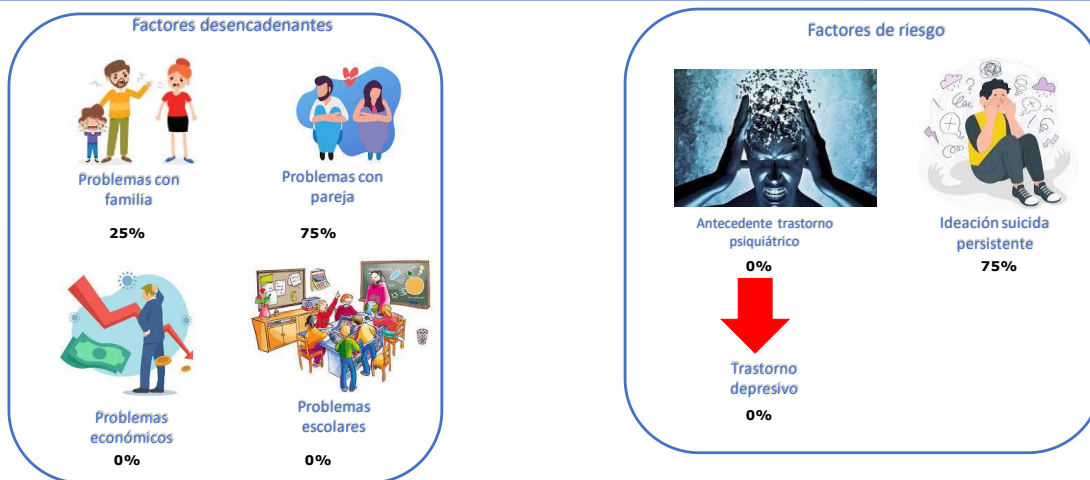 Factores desencadenantes
Problemas con
familia
25%
Problemas con
pareja
75%
Problemas
económicos
0%
Problemas
escolares
0%
Factores de riesgo
Antecedente trastorno
psiquiátrico
0%
Trastorno
depresivo
0%
Ideación suicida
persistente
75%